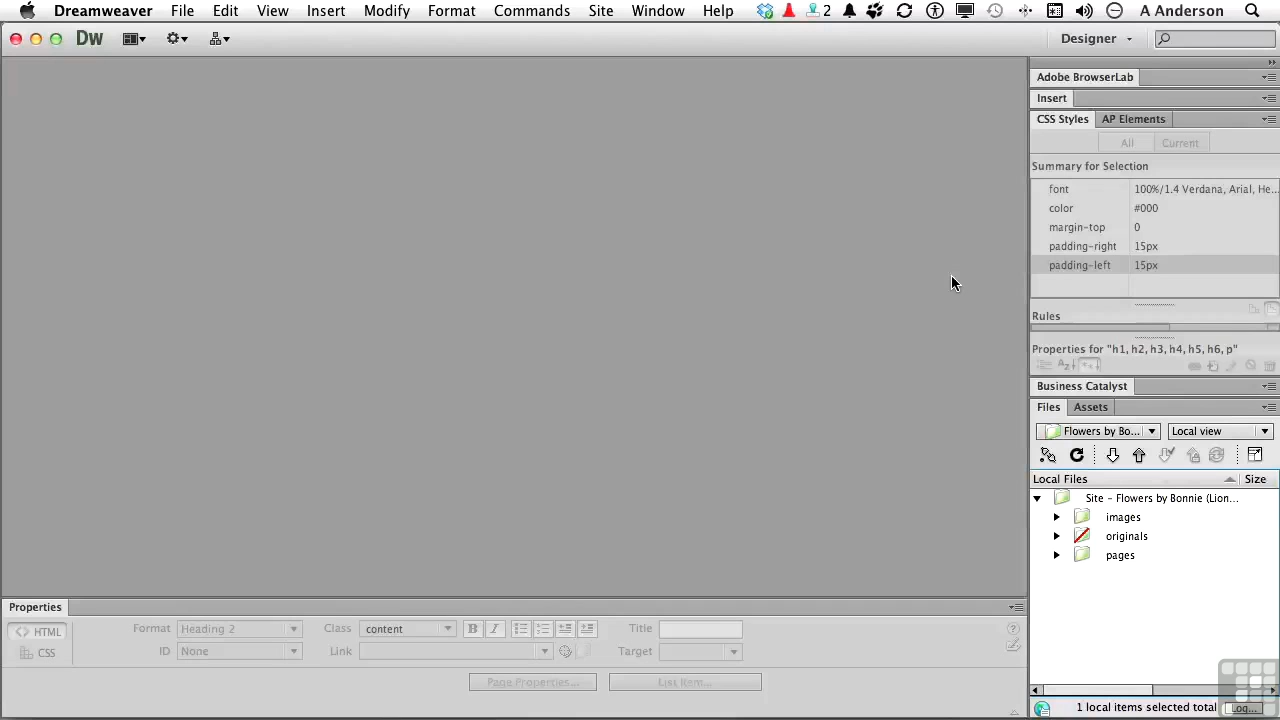 Dreamweaver File Edit View Insert Modify Format Commands Site Window Help 2 A Anderson
Dw Designer
Adobe BrowserLab
Insert
CSS Styles AP Elements
All Current
Summary for Selection
font 100%/1.4 Verdana, Arial, He...
color #000
margin-top 0
padding-right 15px
padding-left 15px
Rules
Properties for "h1, h2, h3, h4, h5, h6, p"
Business Catalyst
Files Assets
Flowers by Bo... Local view
Local Files Size
Site - Flowers by Bonnie (Lion...
images
originals
pages
Properties
<> HTML Format Heading 2 Class content B I Title
CSS ID None Link Target
Page Properties... List Item...
1 local items selected total Log...